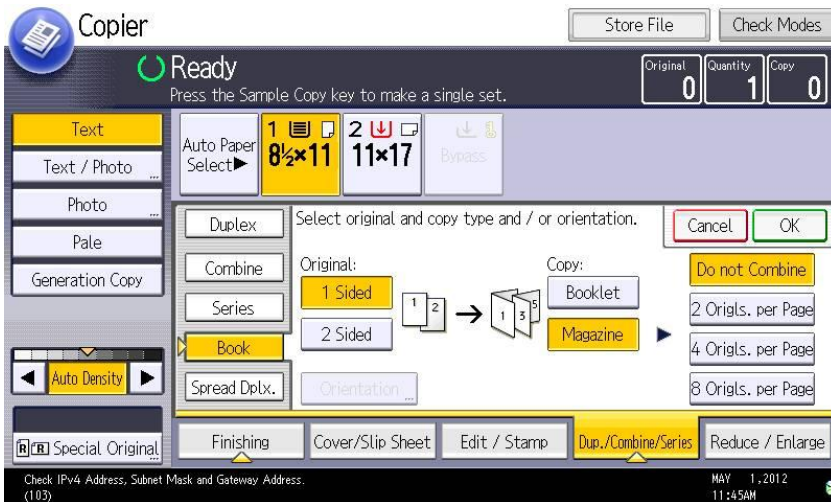 Copier
Store File
Check Modes
Ready
Press the Sample Copy key to make a single set.
Original
0
Quantity
1
Copy
0
Text
Text / Photo ...
Photo ...
Pale
Generation Copy
Auto Paper
Select▶
1
8½×11
2
11×17
Bypass
Duplex
Combine
Series
Book
Spread Dplx.
Select original and copy type and / or orientation.
Cancel
OK
Original:
1 Sided
2 Sided
Orientation ...
1
2
1
3
5
Copy:
Booklet
Magazine
Do not Combine
2 Origls. per Page
4 Origls. per Page
8 Origls. per Page
Auto Density
R R Special Original ...
Finishing
Cover/Slip Sheet
Edit / Stamp
Dup./Combine/Series
Reduce / Enlarge
Check IPv4 Address, Subnet Mask and Gateway Address.
(103)
MAY 1,2012
11:45AM